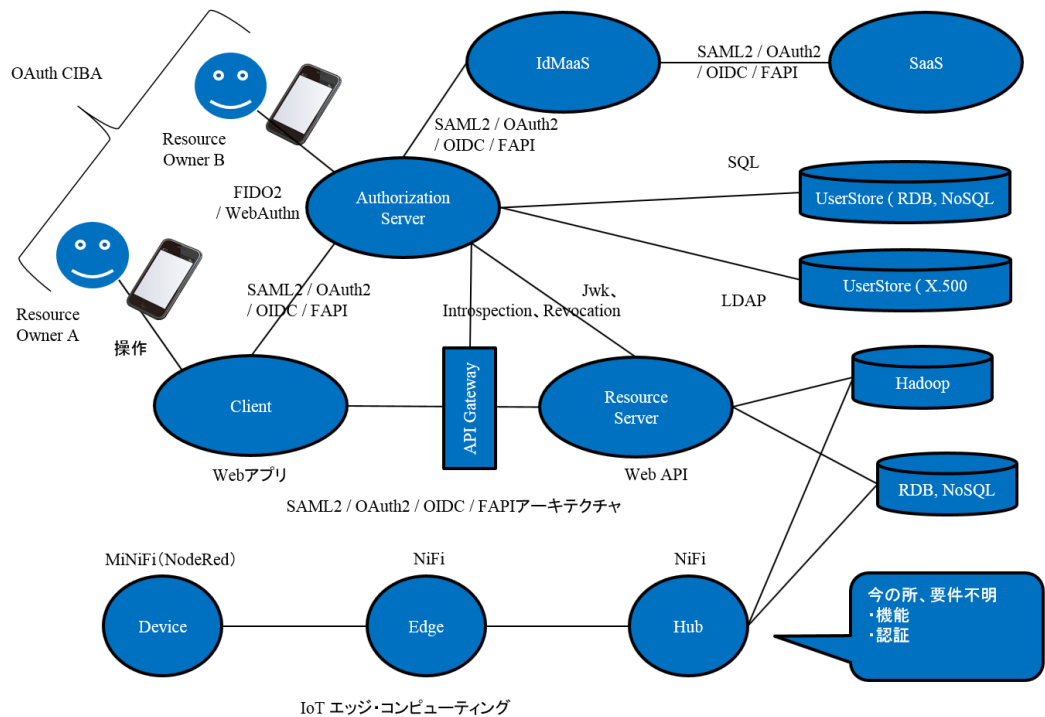 OAuth CIBA
Resource
Owner B
IdMaaS
SAML2 / OAuth2
/ OIDC / FAPI
SaaS
SAML2 / OAuth2
/ OIDC / FAPI
FIDO2
/ WebAuthn
Authorization
Server
SQL
UserStore ( RDB, NoSQL
UserStore ( X.500
LDAP
Resource
Owner A
操作
SAML2 / OAuth2
/ OIDC / FAPI
Jwk、
Introspection、Revocation
Client
Webアプリ
API Gateway
Resource
Server
Web API
Hadoop
RDB, NoSQL
SAML2 / OAuth2 / OIDC / FAPIアーキテクチャ
MiNiFi（NodeRed）
NiFi
NiFi
Device
Edge
Hub
今の所、要件不明
・機能
・認証
IoT エッジ・コンピューティング